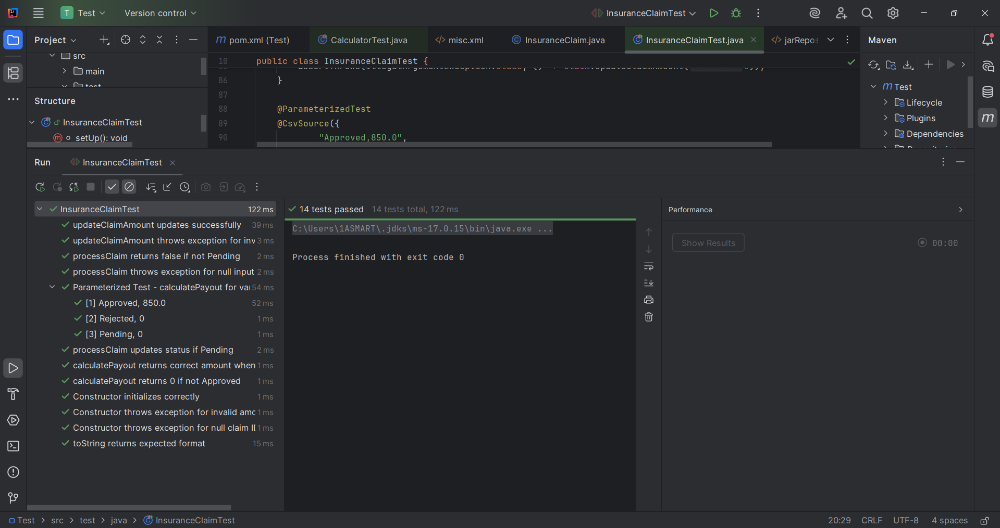 T Test
Version control
InsuranceClaimTest
Project
pom.xml (Test)
CalculatorTest.java
misc.xml
InsuranceClaim.java
InsuranceClaimTest.java
Maven
src
main
test
10 public class InsuranceClaimTest {
86 }
87
88 @ParameterizedTest
89 @CsvSource({
90 "Approved,850.0",
Structure
InsuranceClaimTest
setUp(): void
Test
Lifecycle
Plugins
Dependencies
Run
InsuranceClaimTest
InsuranceClaimTest 122 ms
updateClaimAmount updates successfully 39 ms
updateClaimAmount throws exception for inv 3 ms
processClaim returns false if not Pending 2 ms
processClaim throws exception for null input 2 ms
Parameterized Test - calculatePayout for va 54 ms
[1] Approved, 850.0 52 ms
[2] Rejected, 0 1 ms
[3] Pending, 0 1 ms
processClaim updates status if Pending 2 ms
calculatePayout returns correct amount when 1 ms
calculatePayout returns 0 if not Approved 1 ms
Constructor initializes correctly 1 ms
Constructor throws exception for invalid amo 1 ms
Constructor throws exception for null claim 1 ms
toString returns expected format 15 ms
14 tests passed 14 tests total, 122 ms
C:\Users\1ASMART\.jdks\ms-17.0.15\bin\java.exe ...
Process finished with exit code 0
Performance
Show Results
00:00
Test > src > test > java > InsuranceClaimTest
20:29 CRLF UTF-8 4 spaces